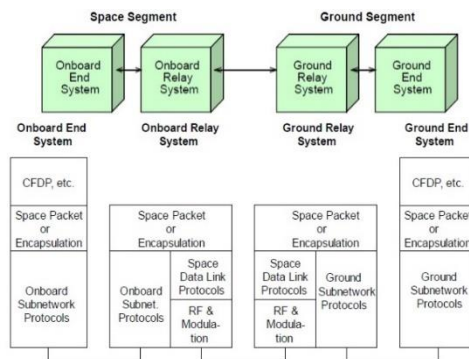 Space Segment
Ground Segment
Onboard
End
System
Onboard
Relay
System
Ground
Relay
System
Ground
End
System
Onboard End
System
Onboard Relay
System
Ground Relay
System
Ground End
System
CFDP, etc.
Space Packet
or
Encapsulation
Onboard
Subnetwork
Protocols
Space Packet
or
Encapsulation
Onboard
Subnet.
Protocols
Space
Data Link
Protocols
RF &
Modula-
tion
Space Packet
or
Encapsulation
Space
Data Link
Protocols
RF &
Modula-
tion
Ground
Subnetwork
Protocols
CFDP, etc.
Space Packet
or
Encapsulation
Ground
Subnetwork
Protocols